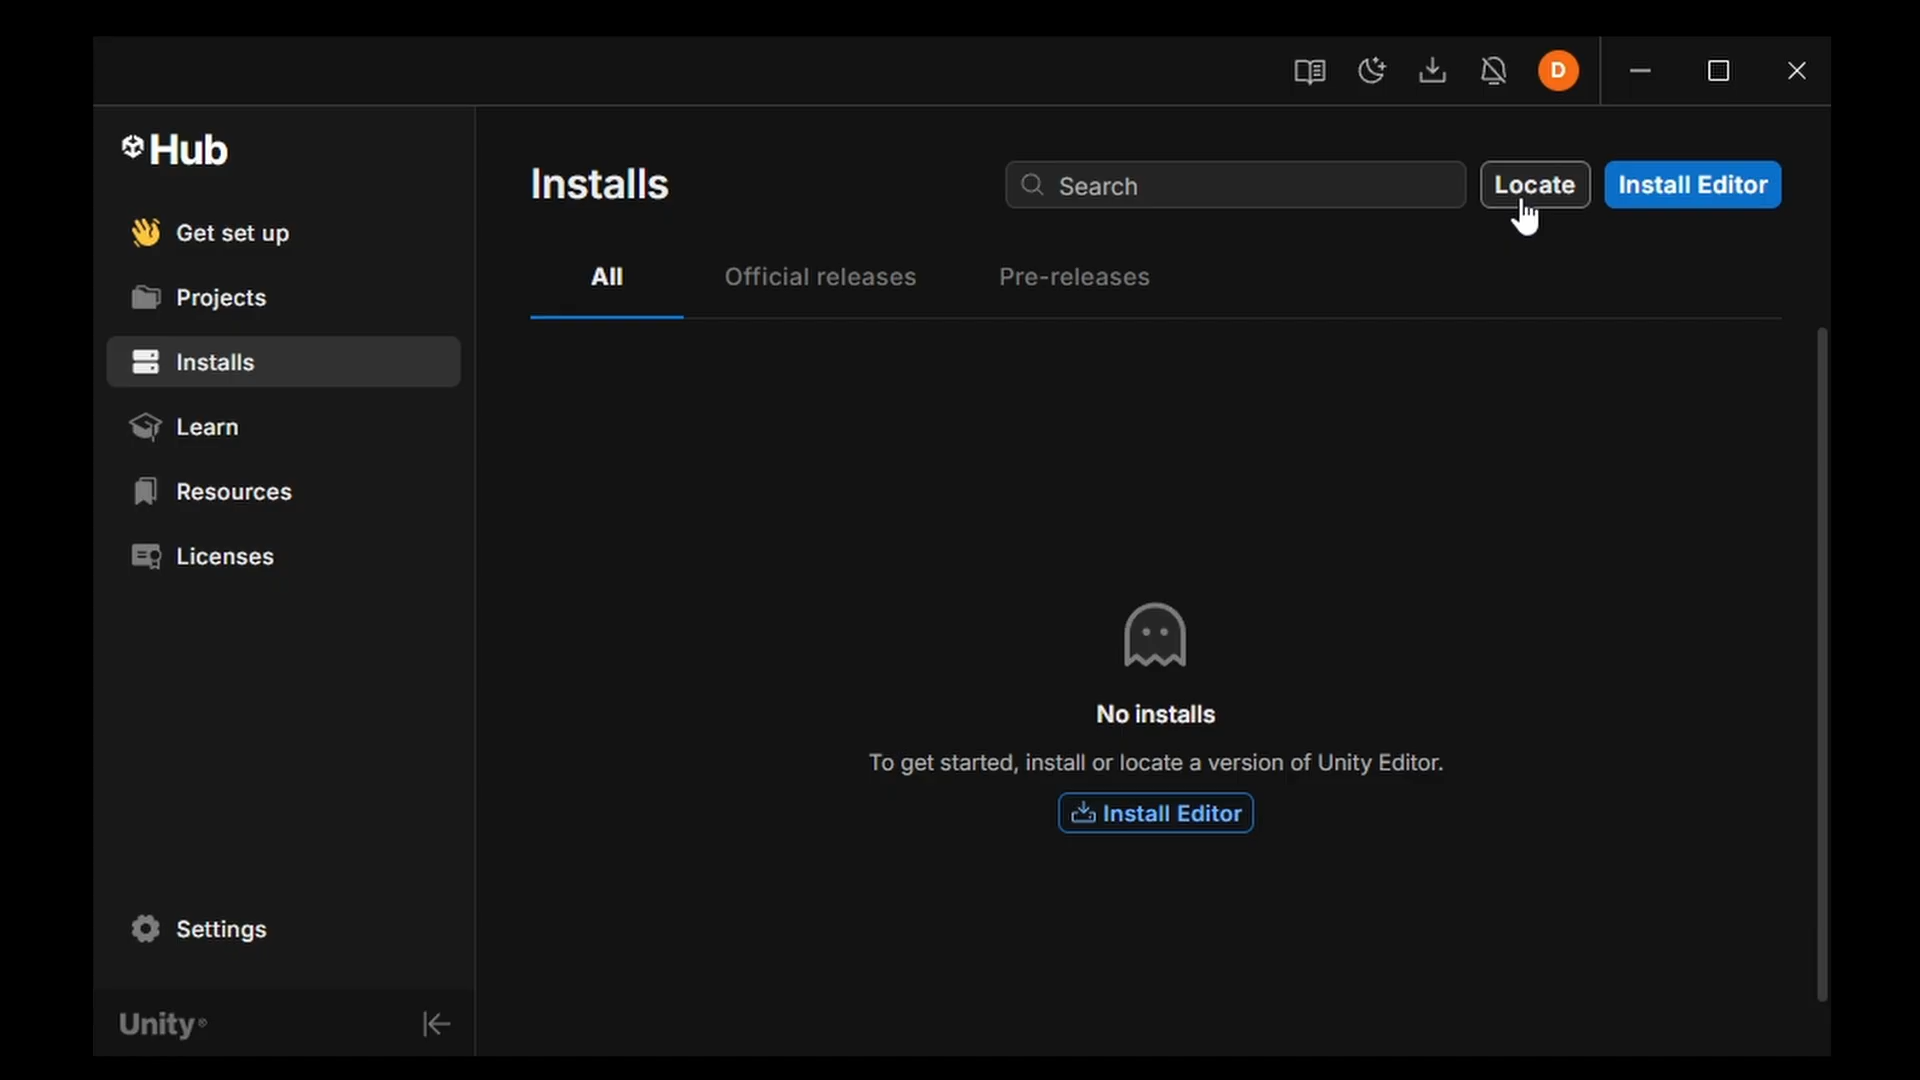 D
Hub
Get set up
Projects
Installs
Learn
Resources
Licenses
Settings
Unity®
Installs
Search
Locate
Install Editor
All
Official releases
Pre-releases
No installs
To get started, install or locate a version of Unity Editor.
Install Editor